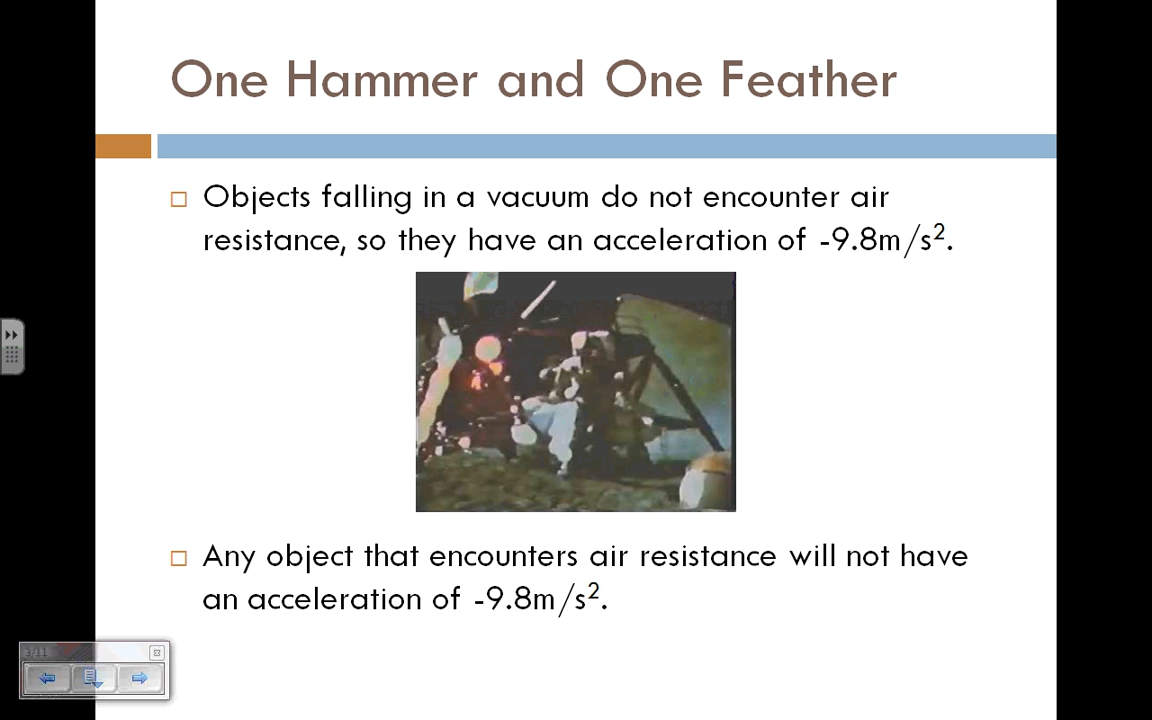 One Hammer and One Feather
Objects falling in a vacuum do not encounter air
resistance, so they have an acceleration of -9.8m/s².
Any object that encounters air resistance will not have
an acceleration of -9.8m/s².
3/11